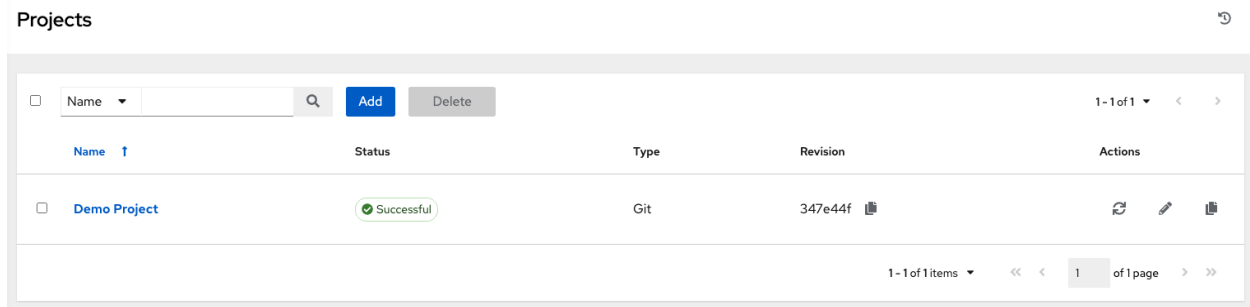 Projects
Name Add Delete 1 - 1 of 1
Name Status Type Revision Actions
Demo Project Successful Git 347e44f
1 - 1 of 1 items 1 of 1 page